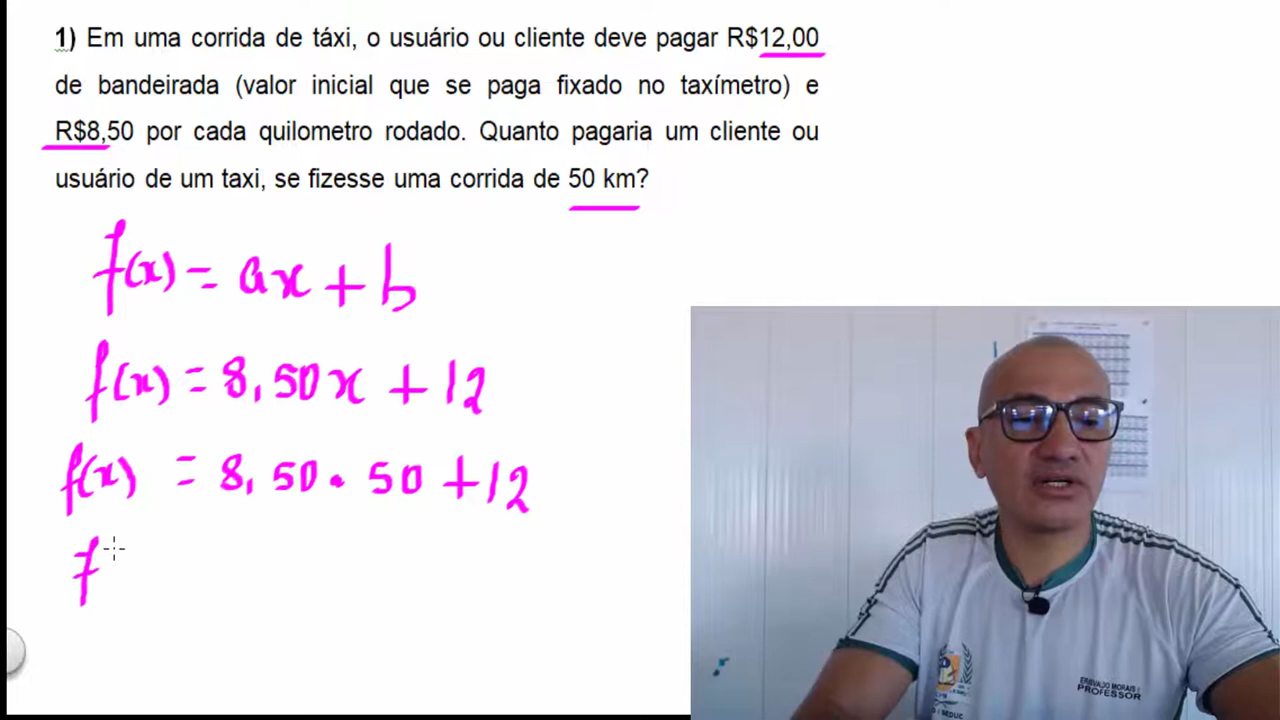 1) Em uma corrida de táxi, o usuário ou cliente deve pagar R$12,00
de bandeirada (valor inicial que se paga fixado no taxímetro) e
R$8,50 por cada quilometro rodado. Quanto pagaria um cliente ou
usuário de um taxi, se fizesse uma corrida de 50 km?
f(x) = ax + b
f(x) = 8,50x + 12
f(x) = 8,50 . 50 + 12
f
PROFESSOR